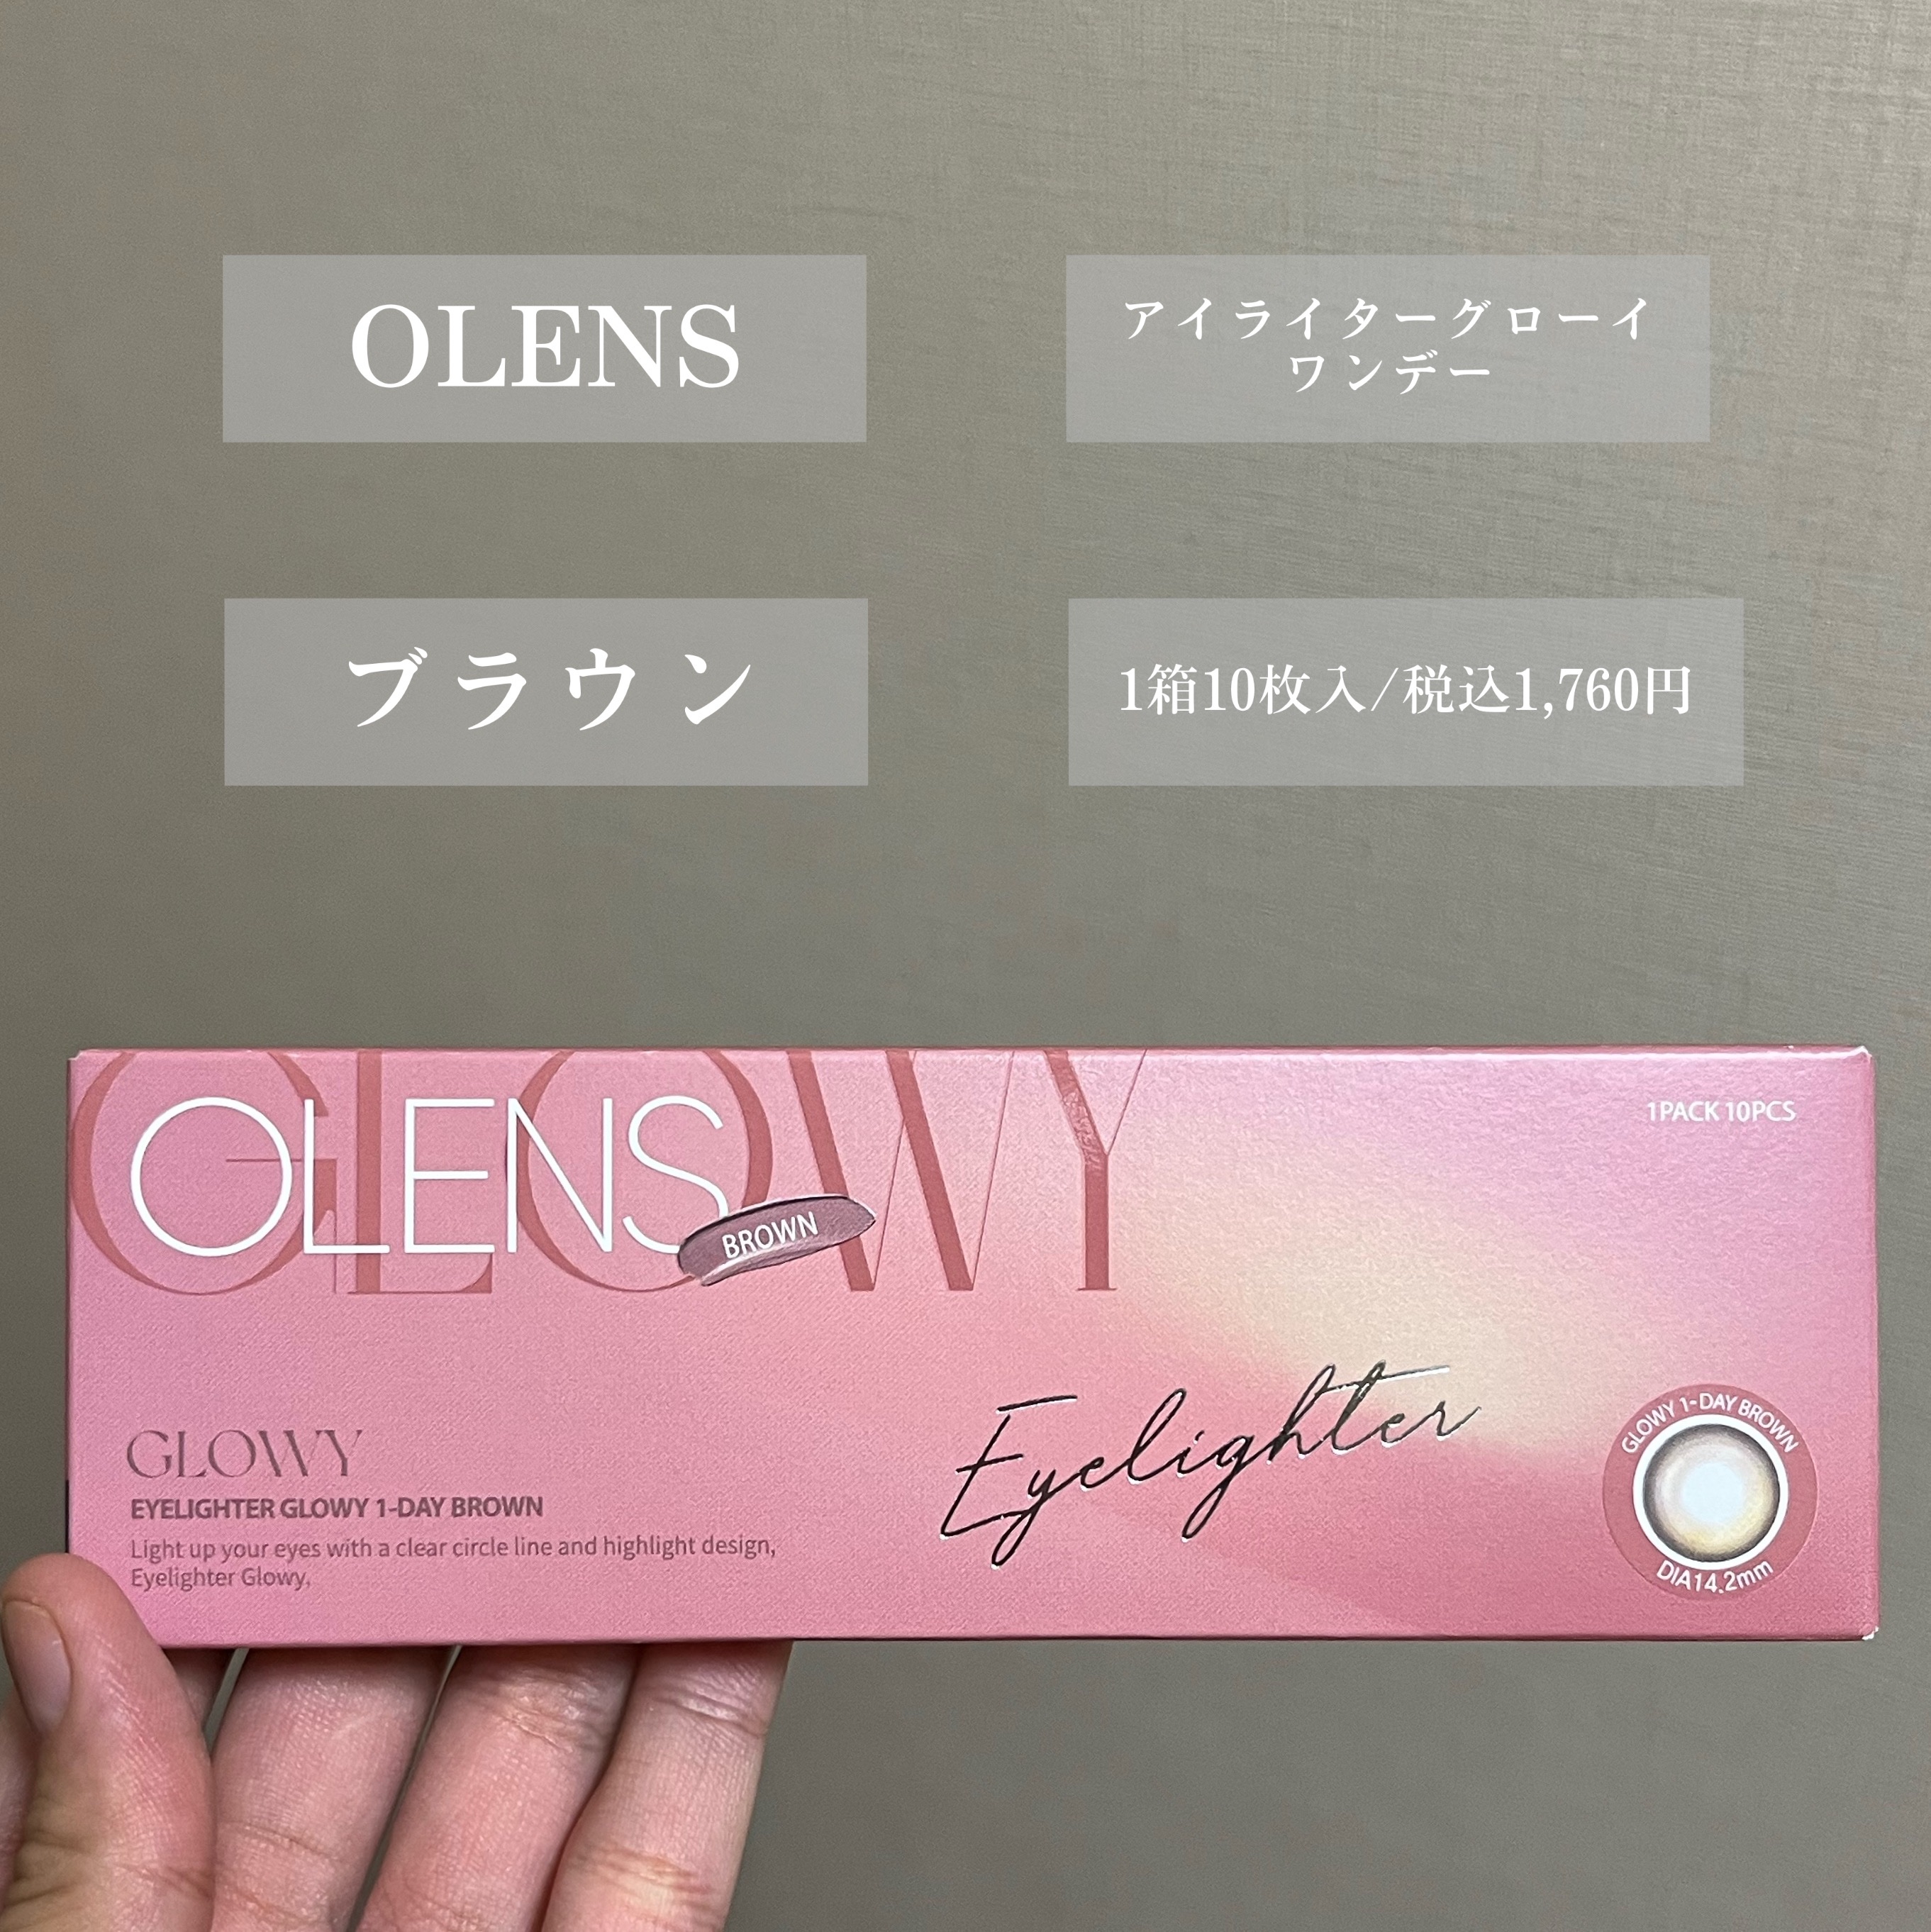 OLENS
アイライターグローイ
ワンデー
ブラウン
1箱10枚入/税込1,760円
GLOWY
OLENS
BROWN
1PACK 10PCS
Eyelighter
GLOWY
EYELIGHTER GLOWY 1-DAY BROWN
Light up your eyes with a clear circle line and highlight design,
Eyelighter Glowy.
GLOWY 1-DAY BROWN
DIA14.2mm